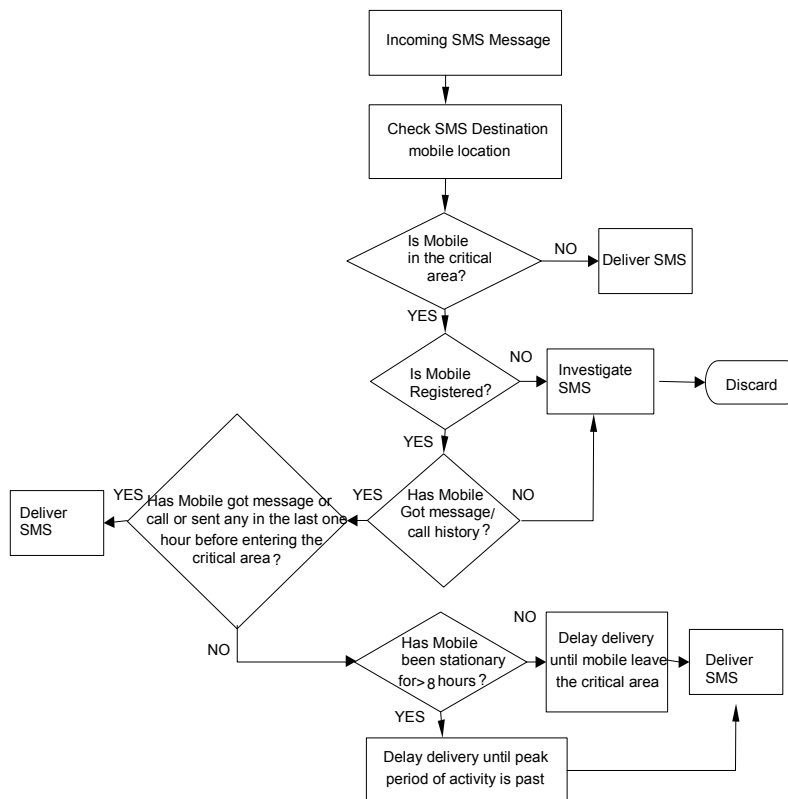 Incoming SMS Message
Check SMS Destination
mobile location
Is Mobile
in the critical
area?
NO
Deliver SMS
YES
Is Mobile
Registered?
NO
Investigate
SMS
Discard
YES
Has Mobile
Got message/
call history?
NO
YES
Has Mobile got message or
call or sent any in the last one
hour before entering the
critical area?
YES
Deliver
SMS
NO
Has Mobile
been stationary
for>8 hours?
NO
Delay delivery
until mobile leave
the critical area
Deliver
SMS
YES
Delay delivery until peak
period of activity is past